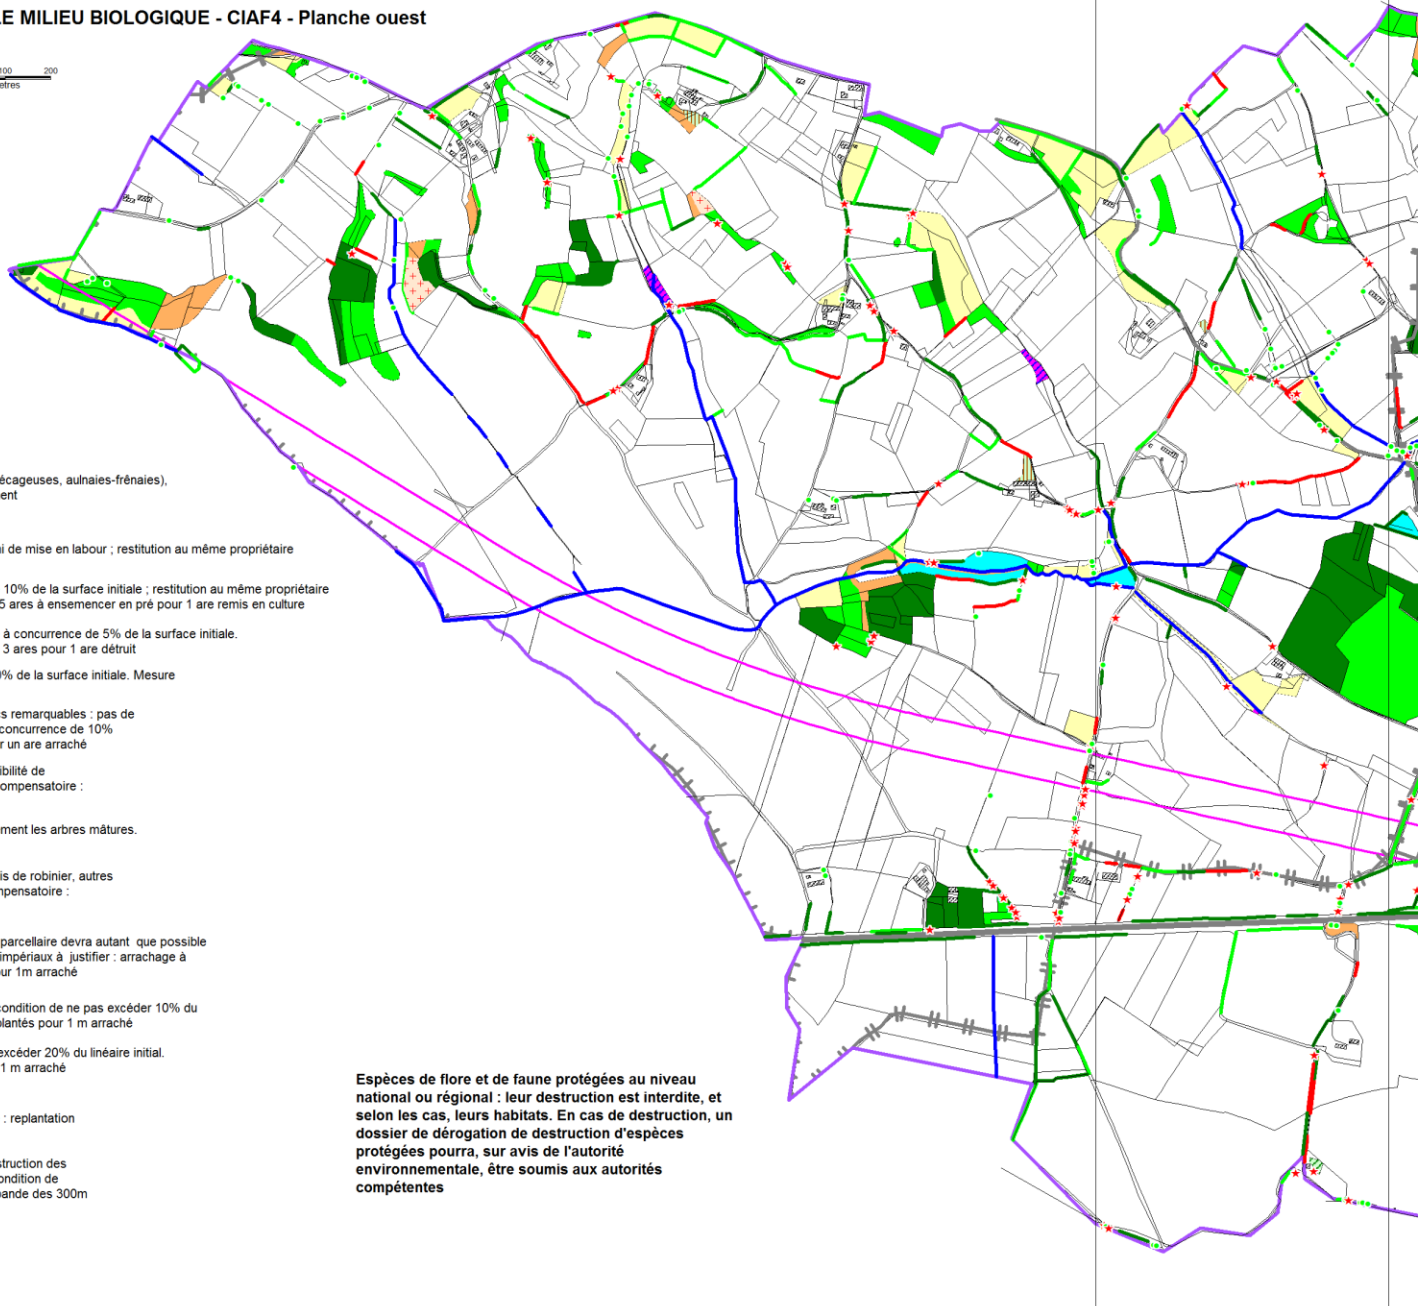 LE MILIEU BIOLOGIQUE - CIAF4 - Planche ouest
100 200
ètres
écageuses, aulnaies-frênaies),
ent
i de mise en labour ; restitution au même propriétaire
10% de la surface initiale ; restitution au même propriétaire
5 ares à ensemencer en pré pour 1 are remis en culture
à concurrence de 5% de la surface initiale.
3 ares pour 1 are détruit
0% de la surface initiale. Mesure
s remarquables : pas de
concurrence de 10%
r un are arraché
ibilité de
ompensatoire :
ment les arbres mâtures.
is de robinier, autres
mpensatoire :
parcellaire devra autant que possible
impériaux à justifier : arrachage à
ur 1m arraché
condition de ne pas excéder 10% du
plantés pour 1 m arraché
excéder 20% du linéaire initial.
1 m arraché
: replantation
struction des
ondition de
bande des 300m
Espèces de flore et de faune protégées au niveau
national ou régional : leur destruction est interdite, et
selon les cas, leurs habitats. En cas de destruction, un
dossier de dérogation de destruction d'espèces
protégées pourra, sur avis de l'autorité
environnementale, être soumis aux autorités
compétentes